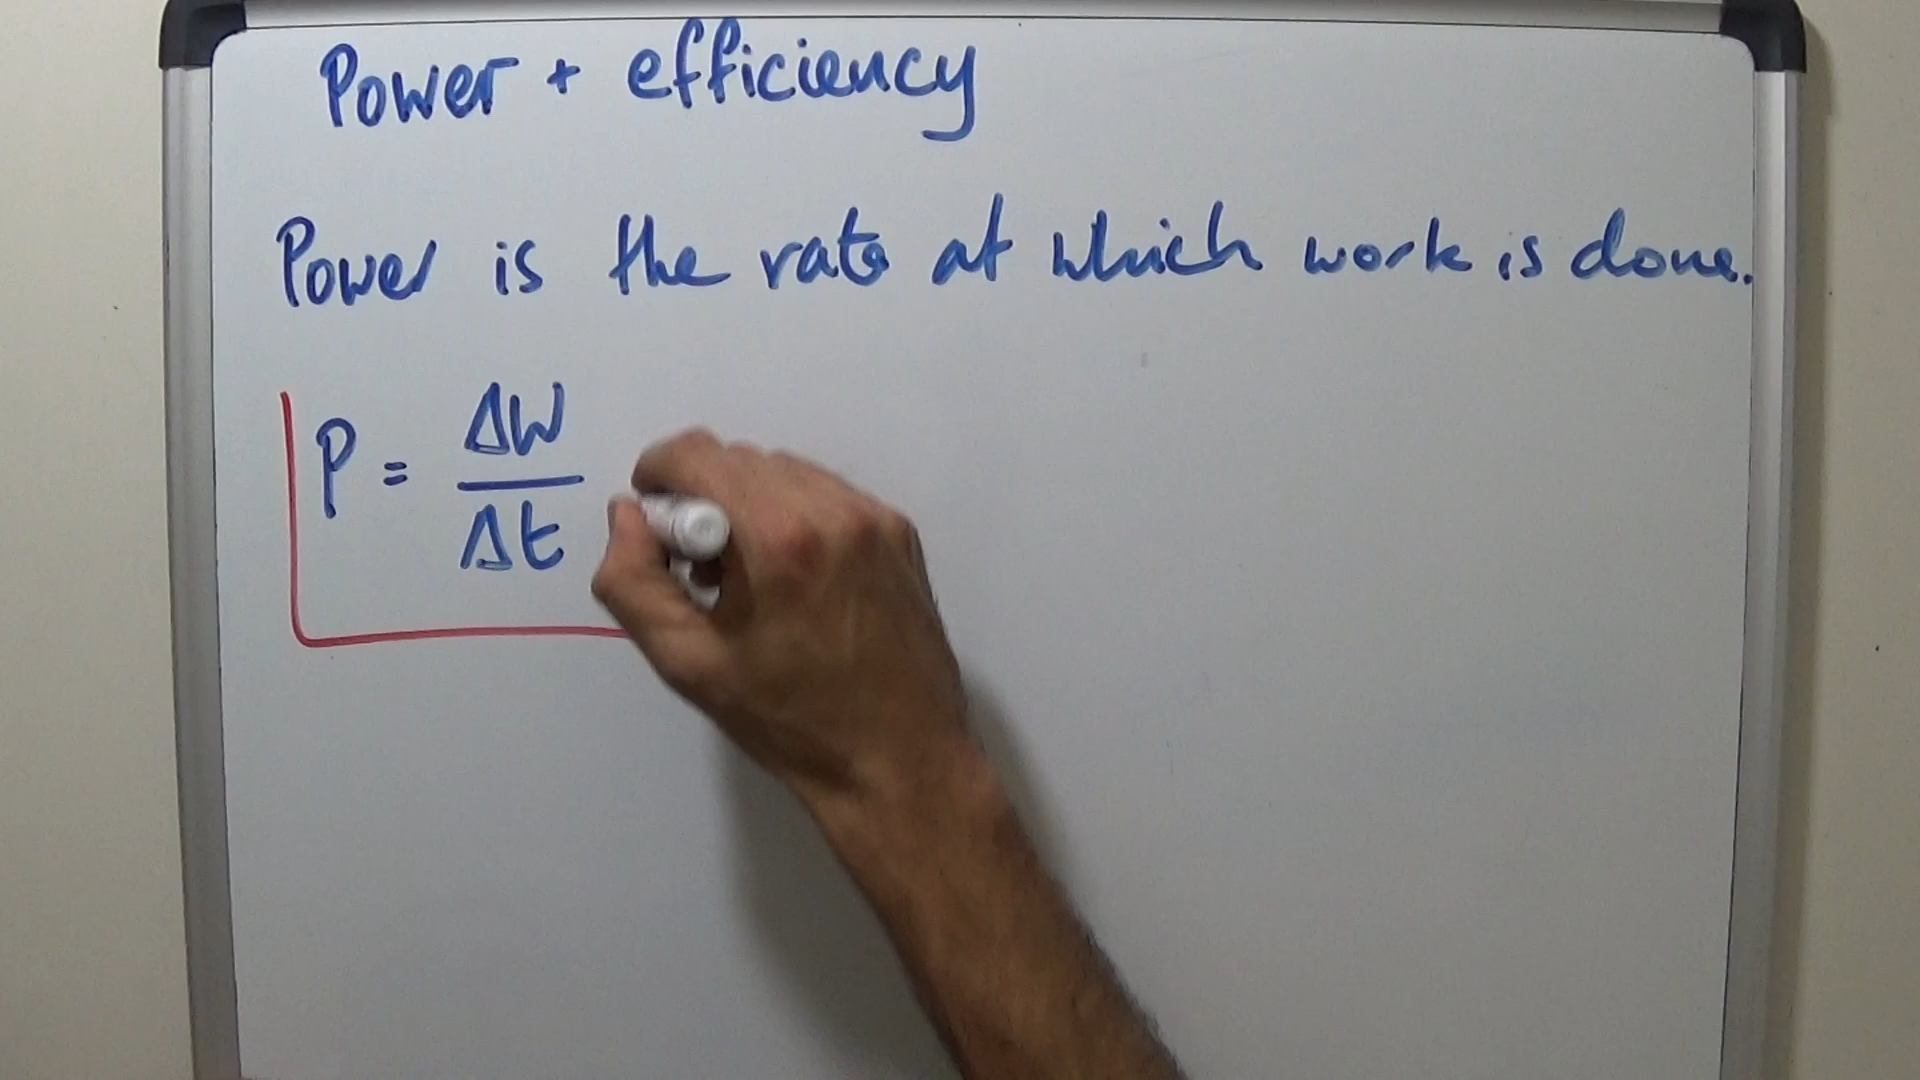 Power + efficiency
Power is the rate at which work is done.
P = ΔW / Δt